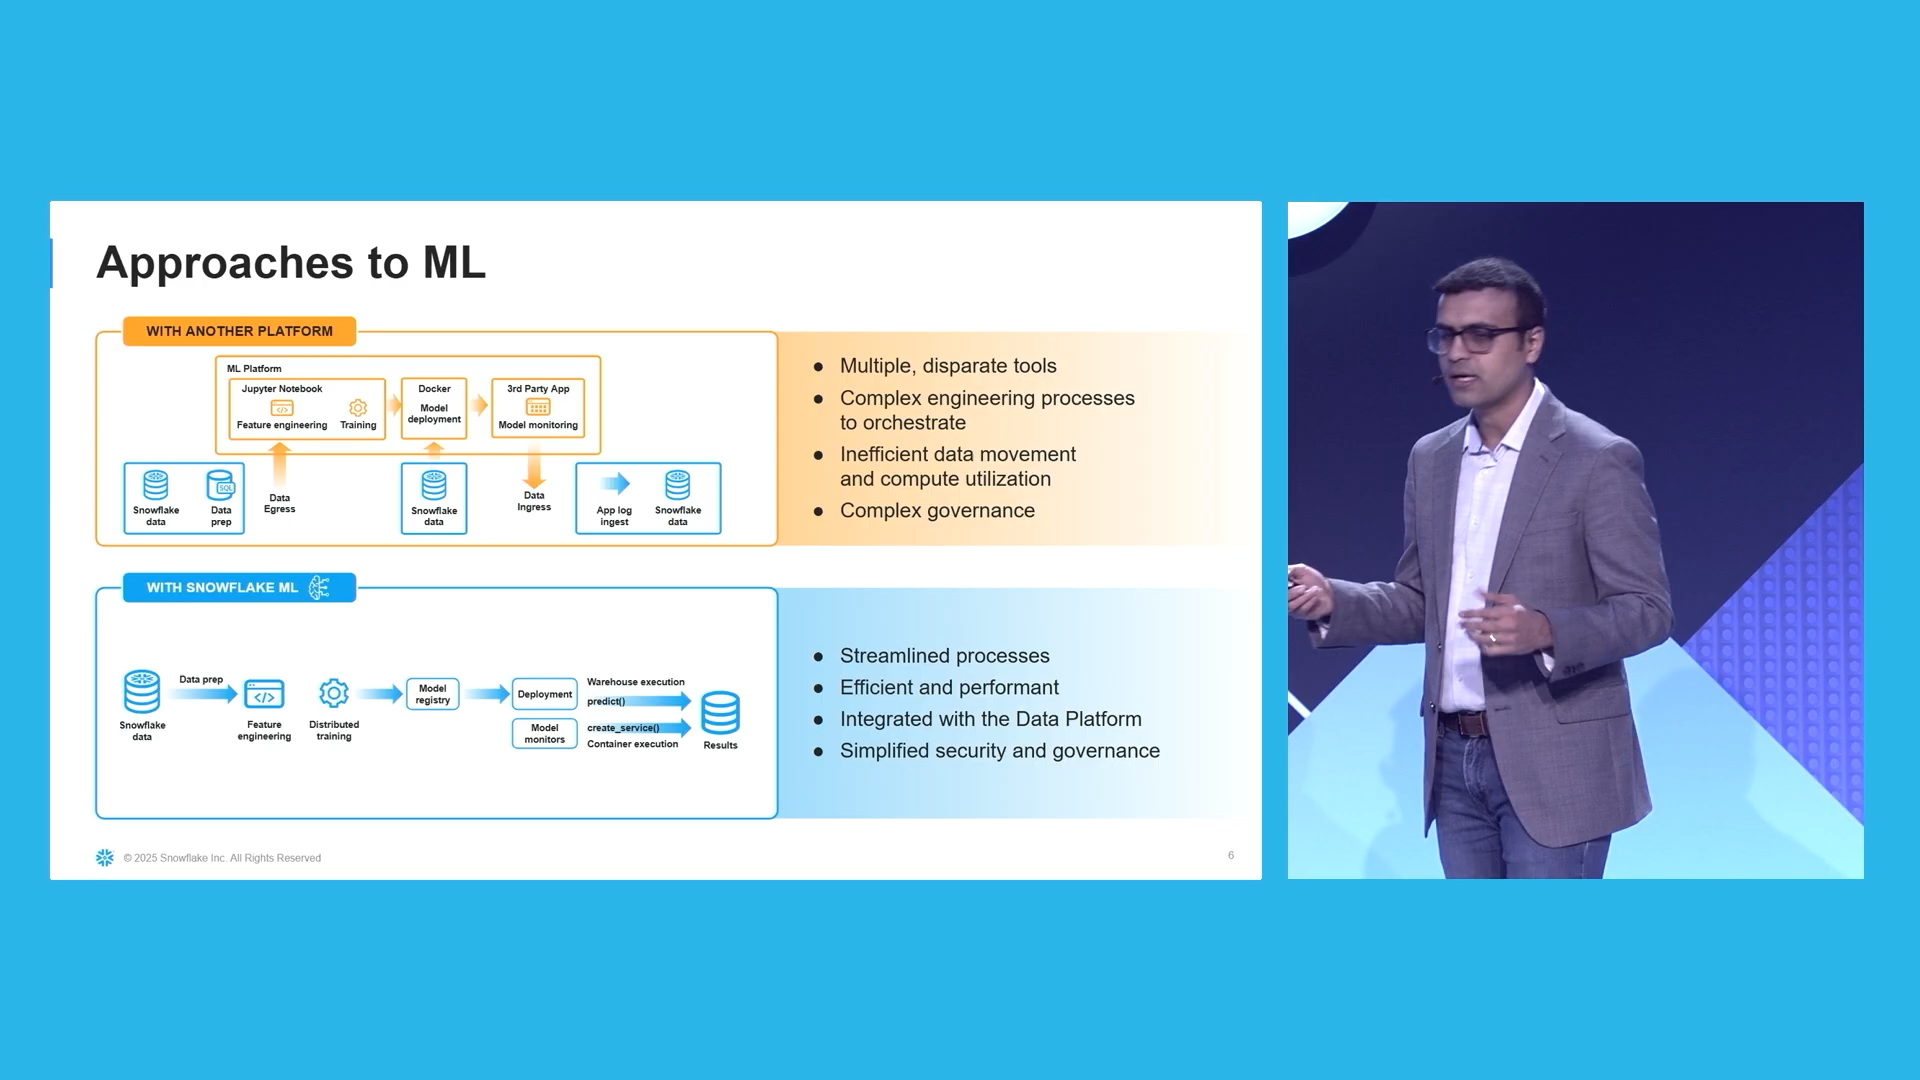 Approaches to ML
WITH ANOTHER PLATFORM
ML Platform
Jupyter Notebook
Feature engineering
Training
Docker
Model
deployment
3rd Party App
Model monitoring
Snowflake
data
SQL
Data
prep
Data
Egress
Snowflake
data
Data
Ingress
App log
ingest
Snowflake
data
● Multiple, disparate tools
● Complex engineering processes
to orchestrate
● Inefficient data movement
and compute utilization
● Complex governance
WITH SNOWFLAKE ML
Snowflake
data
Data prep
Feature
engineering
Distributed
training
Model
registry
Deployment
Model
monitors
Warehouse execution
predict()
create_service()
Container execution
Results
● Streamlined processes
● Efficient and performant
● Integrated with the Data Platform
● Simplified security and governance
© 2025 Snowflake Inc. All Rights Reserved
6